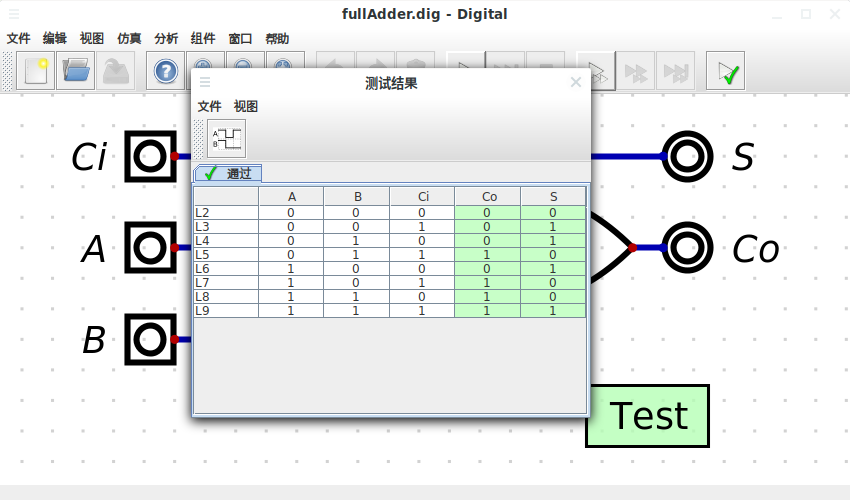 fullAdder.dig - Digital
文件 编辑 视图 仿真 分析 组件 窗口 帮助
测试结果
文件 视图
A
B
通过
A B Ci Co S
L2 0 0 0 0 0
L3 0 0 1 0 1
L4 0 1 0 0 1
L5 0 1 1 1 0
L6 1 0 0 0 1
L7 1 0 1 1 0
L8 1 1 0 1 0
L9 1 1 1 1 1
Ci
S
A
Co
B
Test